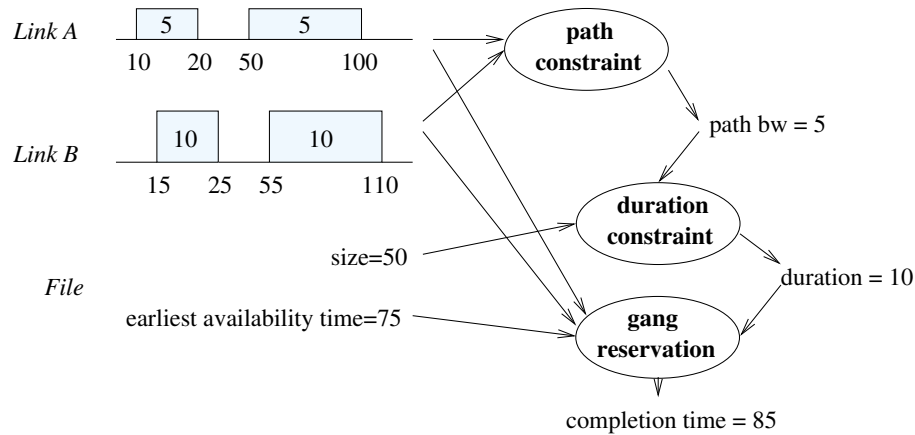 Link A
5
5
10
20
50
100
path
constraint
path bw = 5
Link B
10
10
15
25
55
110
duration
constraint
size=50
duration = 10
File
earliest availability time=75
gang
reservation
completion time = 85